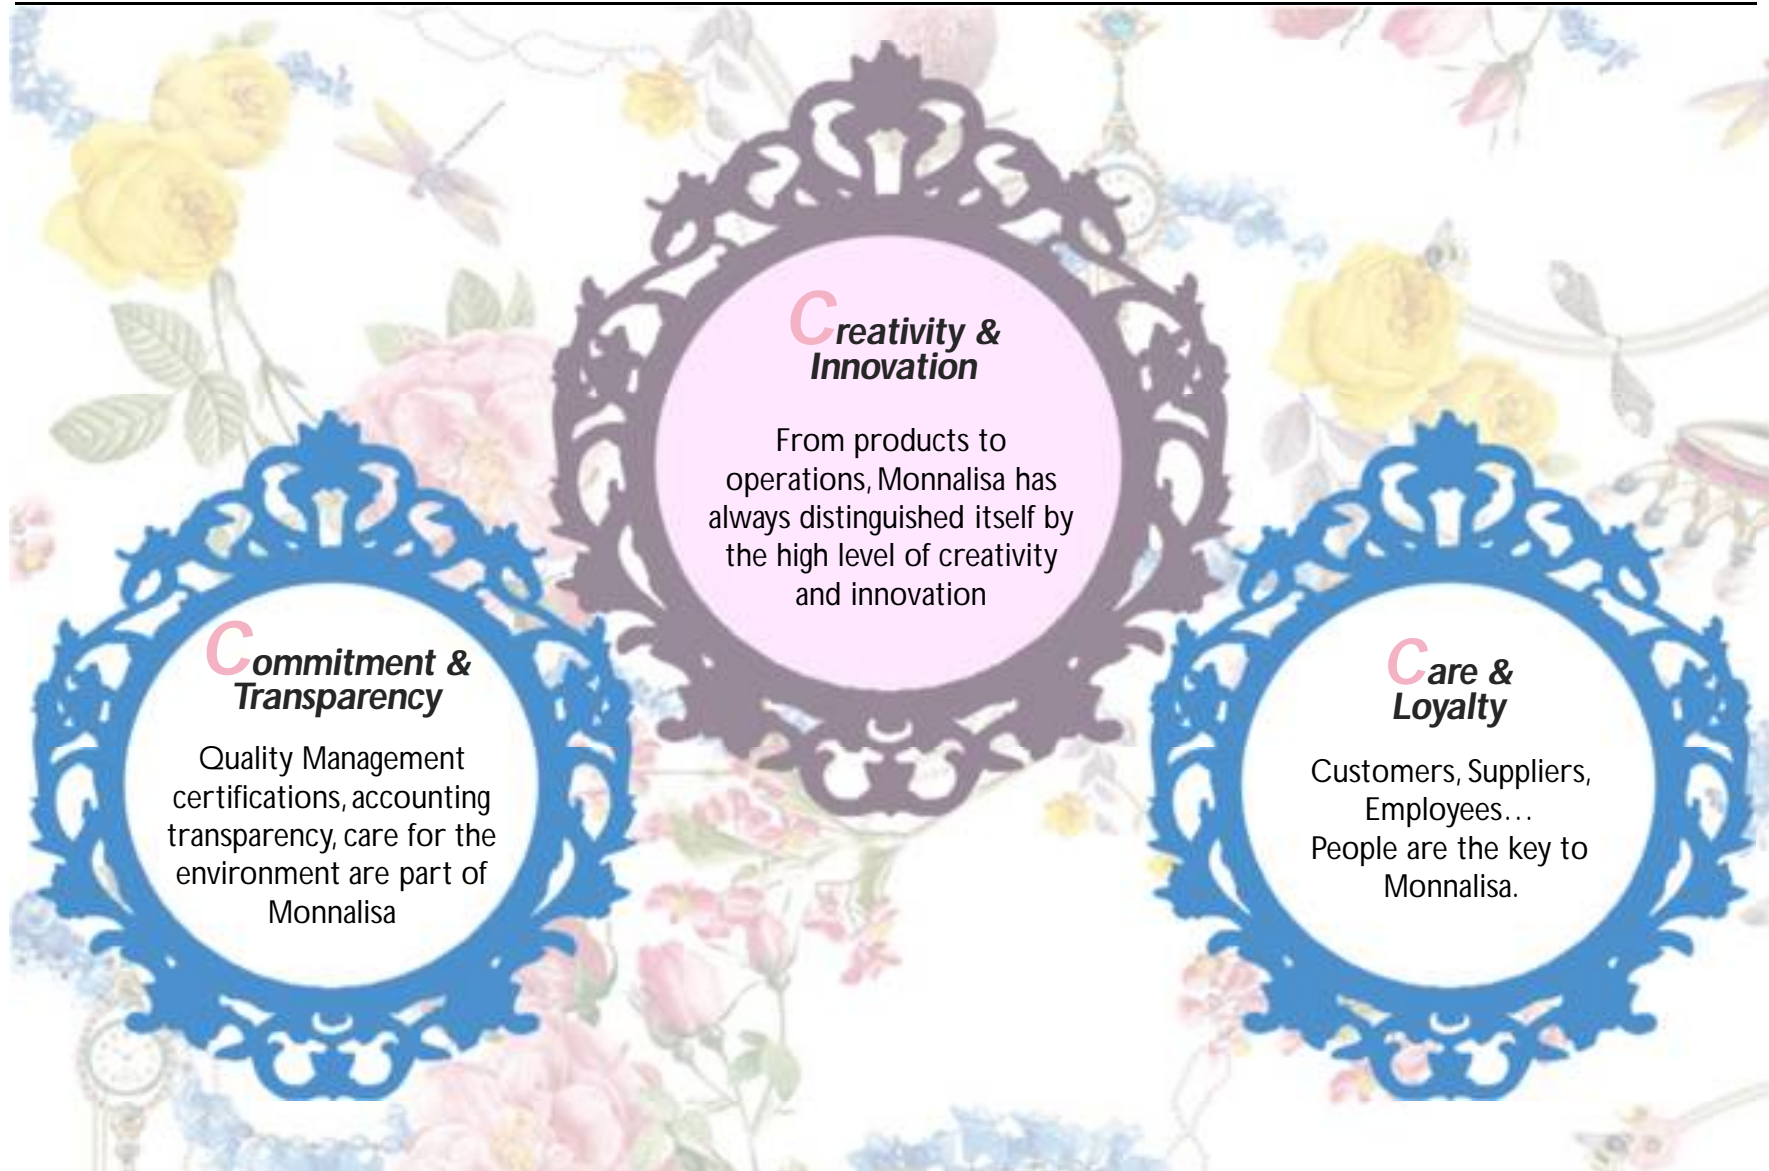 Creativity &
Innovation
From products to
operations, Monnalisa has
always distinguished itself by
the high level of creativity
and innovation
Commitment &
Transparency
Quality Management
certifications, accounting
transparency, care for the
environment are part of
Monnalisa
Care &
Loyalty
Customers, Suppliers,
Employees…
People are the key to
Monnalisa.